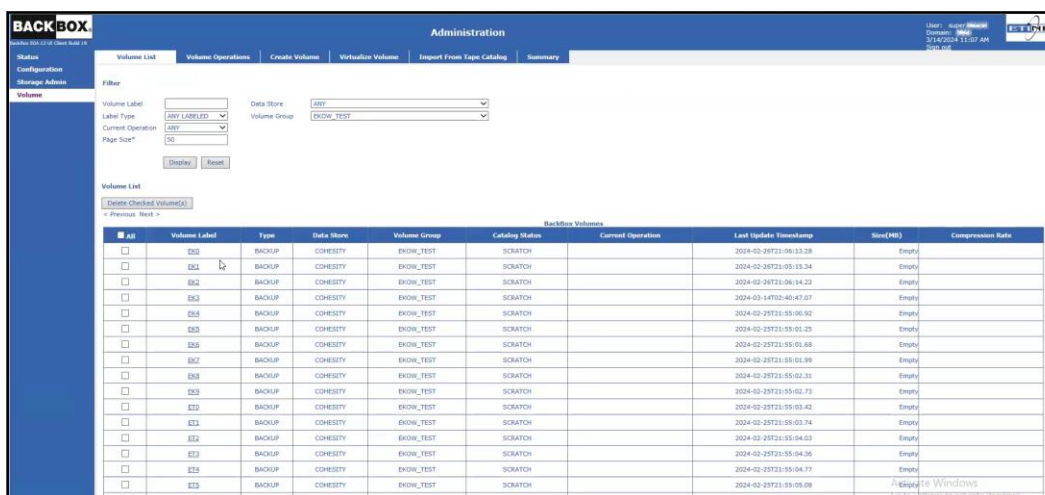 BACKBOX.
Administration
User: super
Domain:
3/14/2024 11:07 AM
Sign out
Status
Configuration
Storage Admin
Volume
Volume List Volume Operations Create Volume Virtualize Volume Import From Tape Catalog Summary
Filter
Volume Label Data Store ANY
Label Type ANY LABELED Volume Group EKOW_TEST
Current Operation ANY
Page Size* 50
Display Reset
Volume List
Delete Checked Volume(s)
< Previous Next >
BackBox Volumes
All Volume Label Type Data Store Volume Group Catalog Status Current Operation Last Update Timestamp Size(MB) Compression Rate
EK0 BACKUP COHESITY EKOW_TEST SCRATCH 2024-02-26T21:06:13.28 Empty
EK1 BACKUP COHESITY EKOW_TEST SCRATCH 2024-02-26T21:05:15.34 Empty
EK2 BACKUP COHESITY EKOW_TEST SCRATCH 2024-02-26T21:06:14.22 Empty
EK3 BACKUP COHESITY EKOW_TEST SCRATCH 2024-03-14T02:40:47.07 Empty
EK4 BACKUP COHESITY EKOW_TEST SCRATCH 2024-02-25T21:55:00.92 Empty
EK5 BACKUP COHESITY EKOW_TEST SCRATCH 2024-02-25T21:55:01.25 Empty
EK6 BACKUP COHESITY EKOW_TEST SCRATCH 2024-02-25T21:55:01.68 Empty
EK7 BACKUP COHESITY EKOW_TEST SCRATCH 2024-02-25T21:55:01.99 Empty
EK8 BACKUP COHESITY EKOW_TEST SCRATCH 2024-02-25T21:55:02.31 Empty
EK9 BACKUP COHESITY EKOW_TEST SCRATCH 2024-02-25T21:55:02.73 Empty
ET0 BACKUP COHESITY EKOW_TEST SCRATCH 2024-02-25T21:55:03.42 Empty
ET1 BACKUP COHESITY EKOW_TEST SCRATCH 2024-02-25T21:55:03.74 Empty
ET2 BACKUP COHESITY EKOW_TEST SCRATCH 2024-02-25T21:55:04.03 Empty
ET3 BACKUP COHESITY EKOW_TEST SCRATCH 2024-02-25T21:55:04.36 Empty
ET4 BACKUP COHESITY EKOW_TEST SCRATCH 2024-02-25T21:55:04.77 Empty
ET5 BACKUP COHESITY EKOW_TEST SCRATCH 2024-02-25T21:55:05.08 Empty
Activate Windows